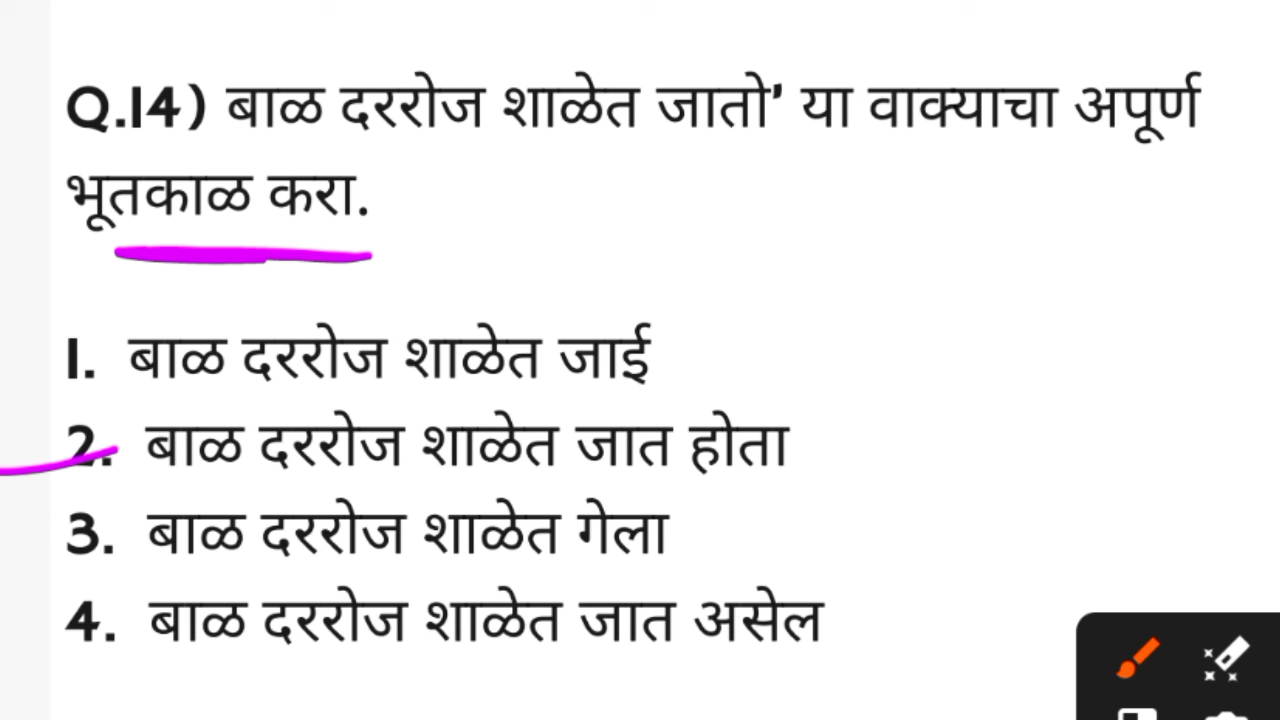 Q.14) बाळ दररोज शाळेत जातो' या वाक्याचा अपूर्ण
भूतकाळ करा.
1. बाळ दररोज शाळेत जाई
2. बाळ दररोज शाळेत जात होता
3. बाळ दररोज शाळेत गेला
4. बाळ दररोज शाळेत जात असेल